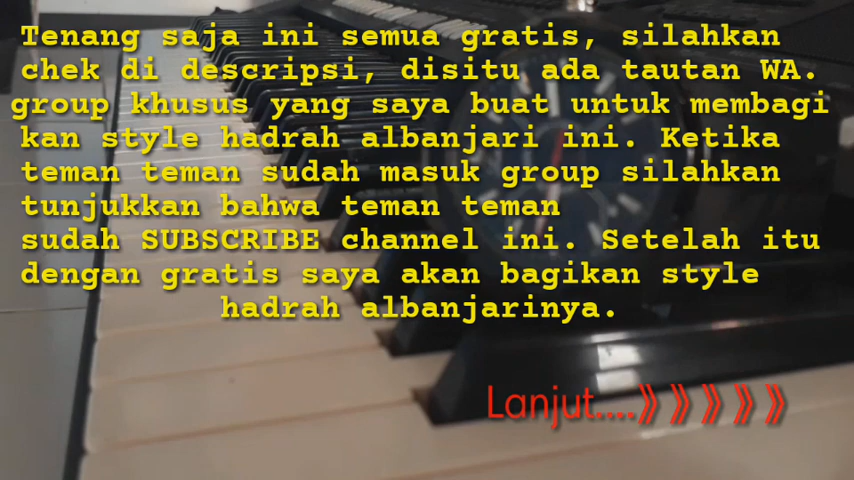 Tenang saja ini semua gratis, silahkan
chek di descripsi, disitu ada tautan WA.
group khusus yang saya buat untuk membagi
kan style hadrah albanjari ini. Ketika
teman teman sudah masuk group silahkan
tunjukkan bahwa teman teman
sudah SUBSCRIBE channel ini. Setelah itu
dengan gratis saya akan bagikan style
hadrah albanjarinya.
Lanjut....》》》》》